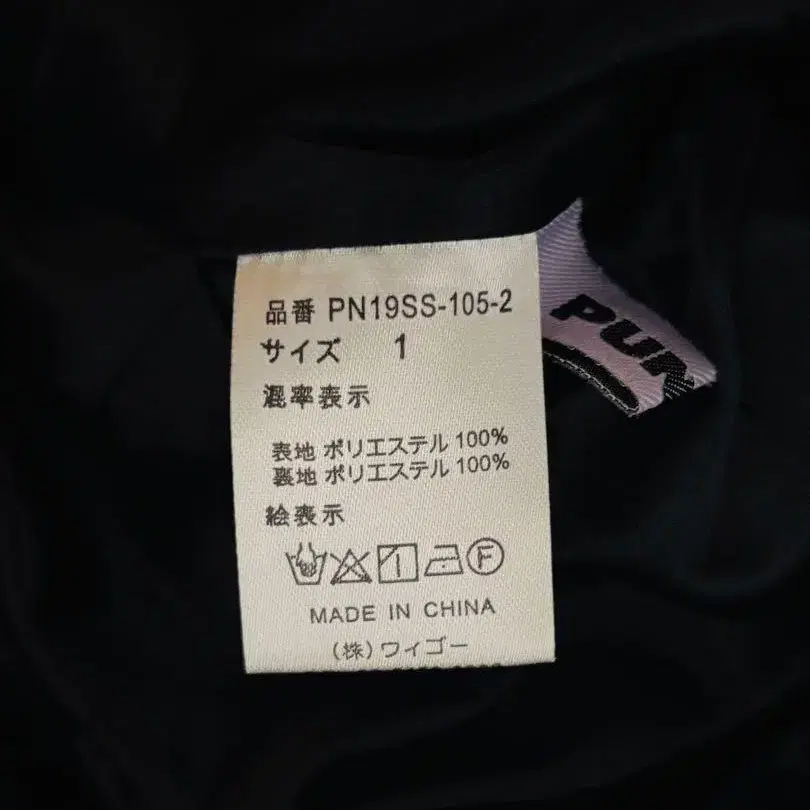 品番 PN19SS-105-2
サイズ 1
混率表示
表地 ポリエステル 100%
裏地 ポリエステル 100%
絵表示
F
MADE IN CHINA
(株)ワィゴー